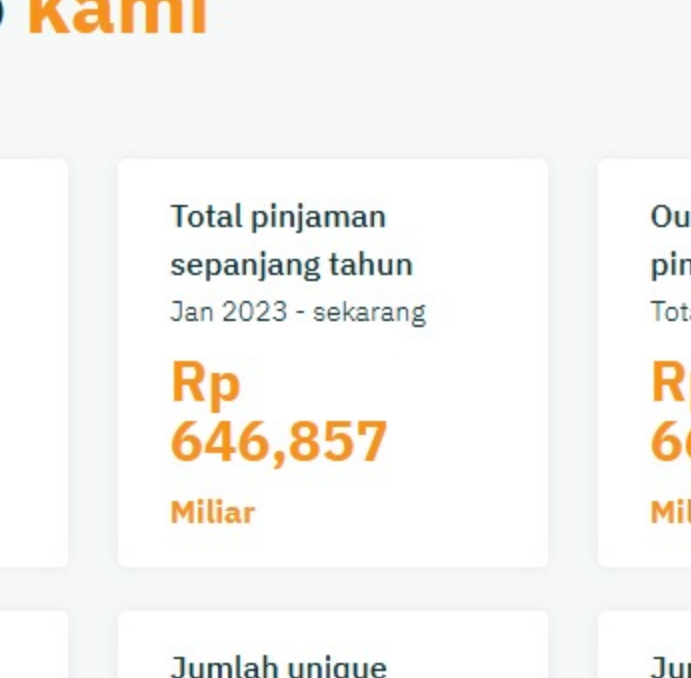 kami
Total pinjaman
sepanjang tahun
Jan 2023 - sekarang
Rp
646,857
Miliar
Jumlah unique